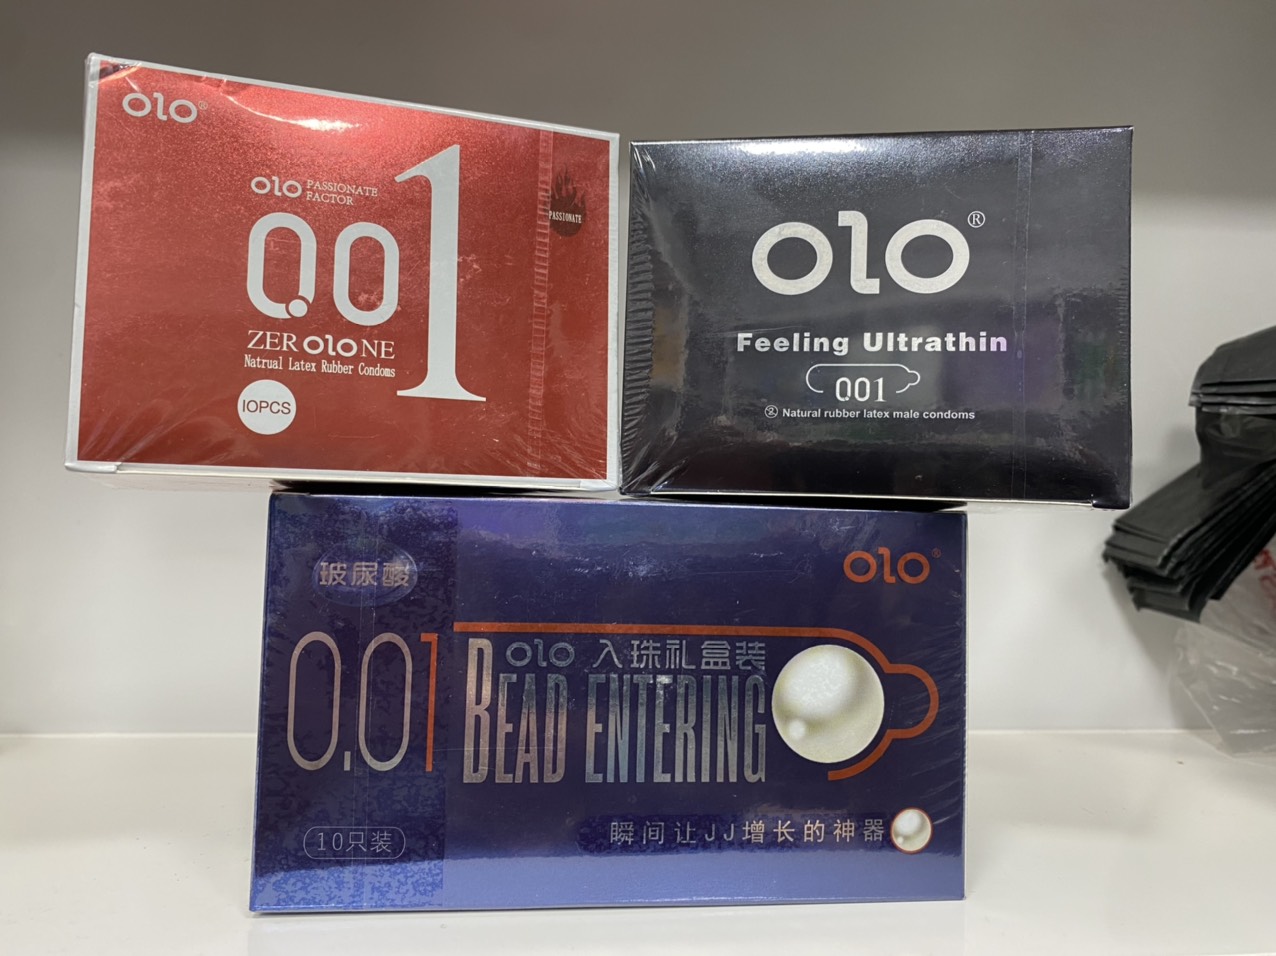 OLO®
OLO PASSIONATE
FACTOR
0.01
ZEROLONE
Natrual Latex Rubber Condoms
10PCS
PASSIONATE
OLO®
Feeling Ultrathin
001
② Natural rubber latex male condoms
玻尿酸
OLO®
0.01
OLO 入珠礼盒装
BEAD ENTERING
10只装
瞬间让JJ增长的神器